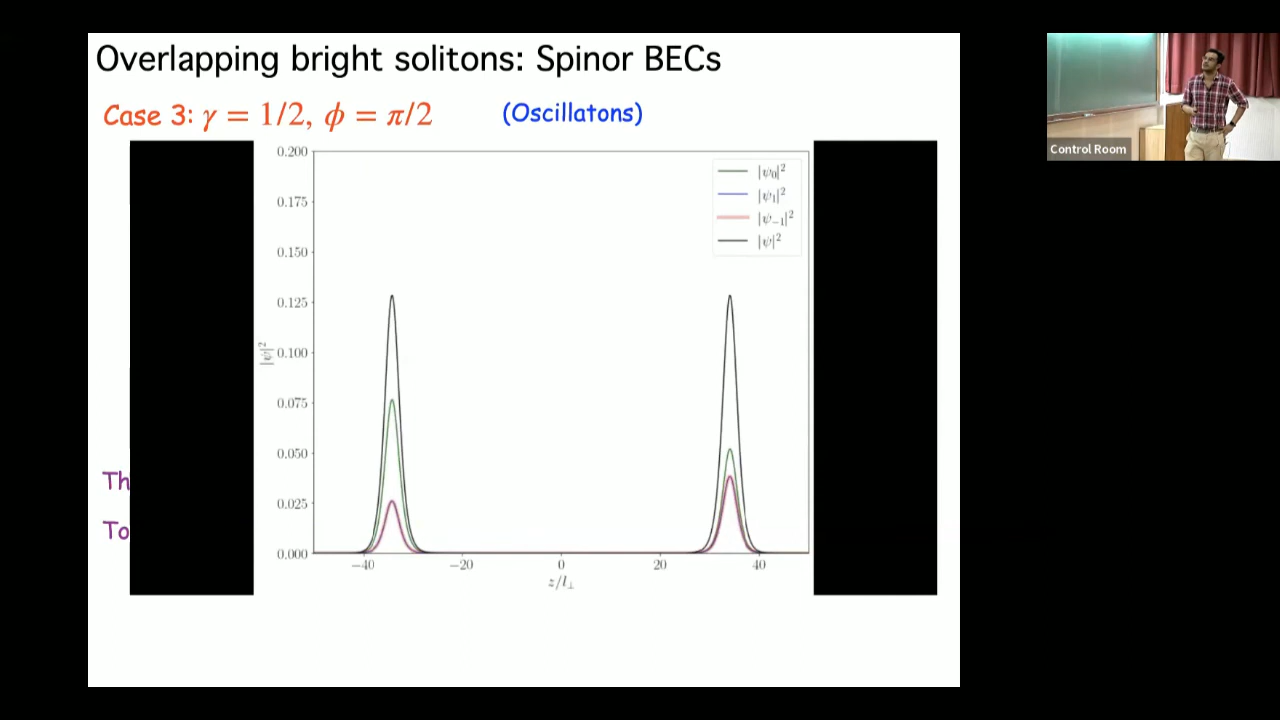 Overlapping bright solitons: Spinor BECs
Case 3: γ = 1/2, ϕ = π/2 (Oscillatons)
0.200
0.175
0.150
0.125
0.100
0.075
0.050
0.025
0.000
|ψ|²
|ψ₀|²
|ψ₁|²
|ψ₋₁|²
|ψ|²
−40 −20 0 20 40
z/l⊥
Th
To
Control Room